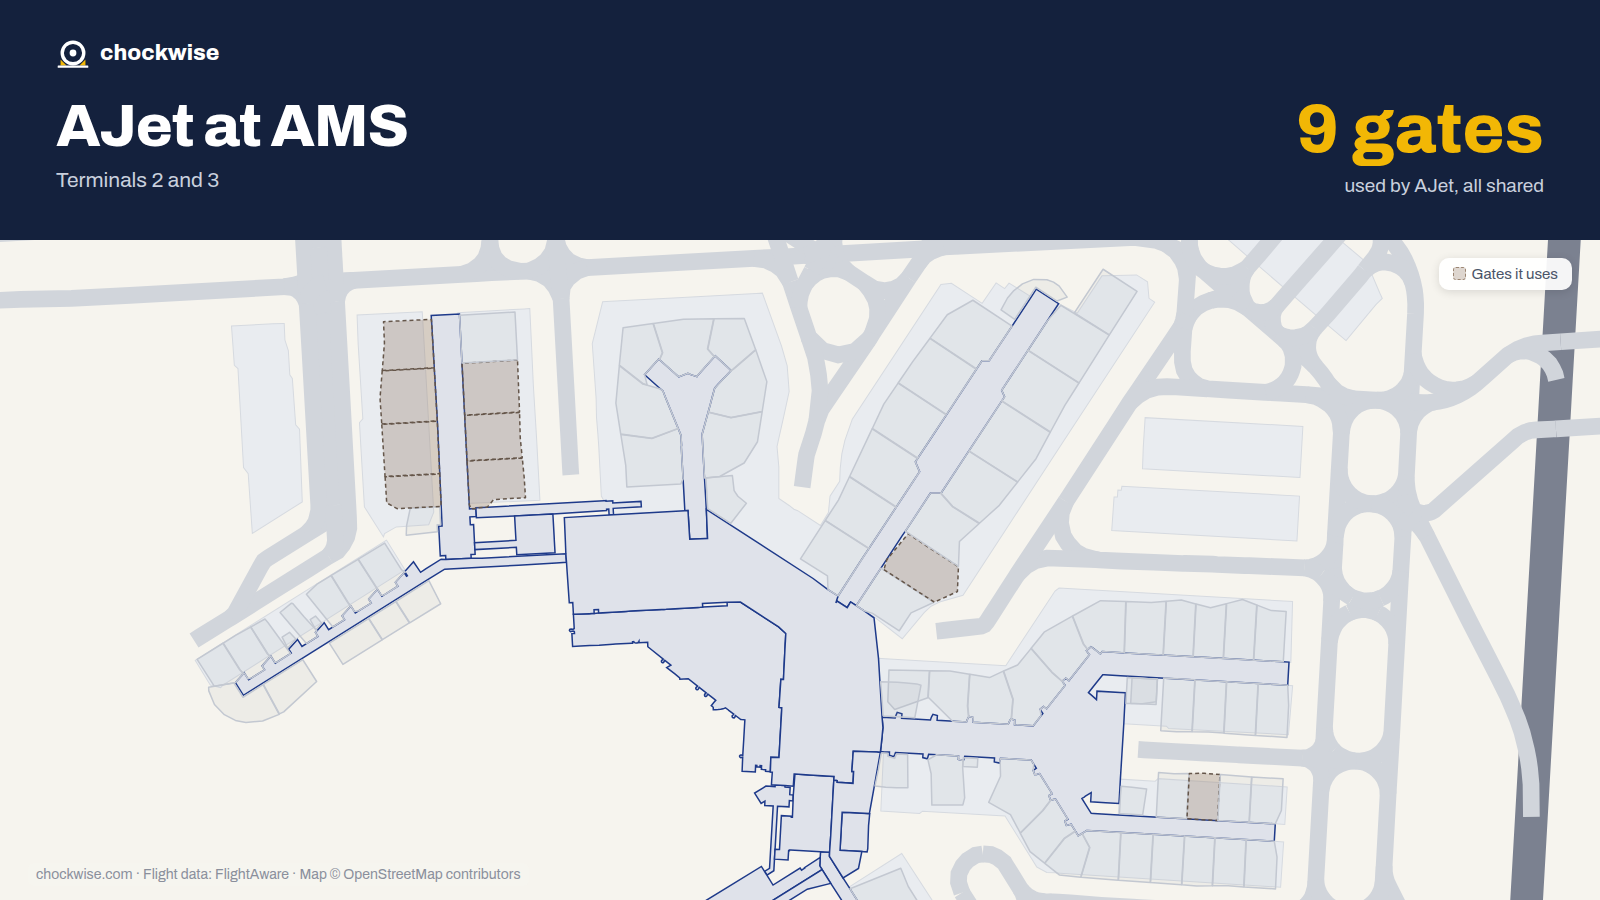 chockwise
AJet at AMS
Terminals 2 and 3
9 gates
used by AJet, all shared
Gates it uses
chockwise.com · Flight data: FlightAware · Map © OpenStreetMap contributors